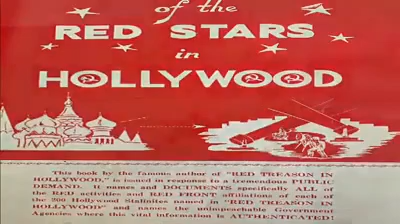 of the
RED STARS
in
HOLLYWOOD
This book by the famous author of "RED TREASON IN
HOLLYWOOD," is issued in response to a tremendous PUBLIC
DEMAND. It names and DOCUMENTS specifically ALL of
the RED activities and RED FRONT affiliations of each of
the 200 Hollywood Stalinites named in "RED TREASON IN
HOLLYWOOD" and names the unimpeachable Government
Agencies where this vital information is AUTHENTICATED!